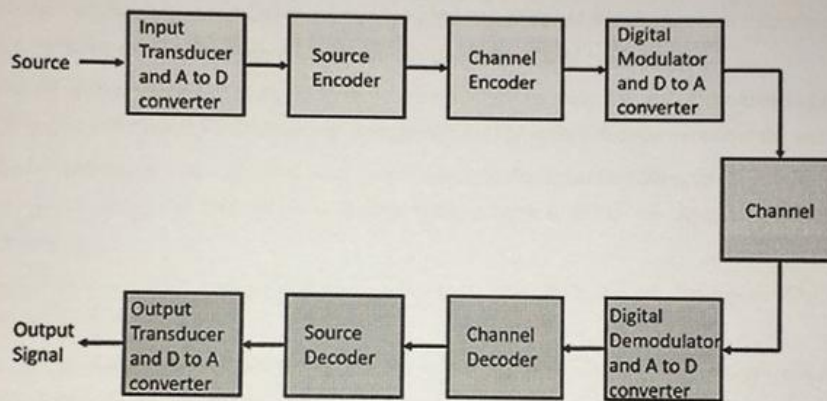 Source
Input
Transducer
and A to D
converter
Source
Encoder
Channel
Encoder
Digital
Modulator
and D to A
converter
Channel
Output
Signal
Output
Transducer
and D to A
converter
Source
Decoder
Channel
Decoder
Digital
Demodulator
and A to D
converter